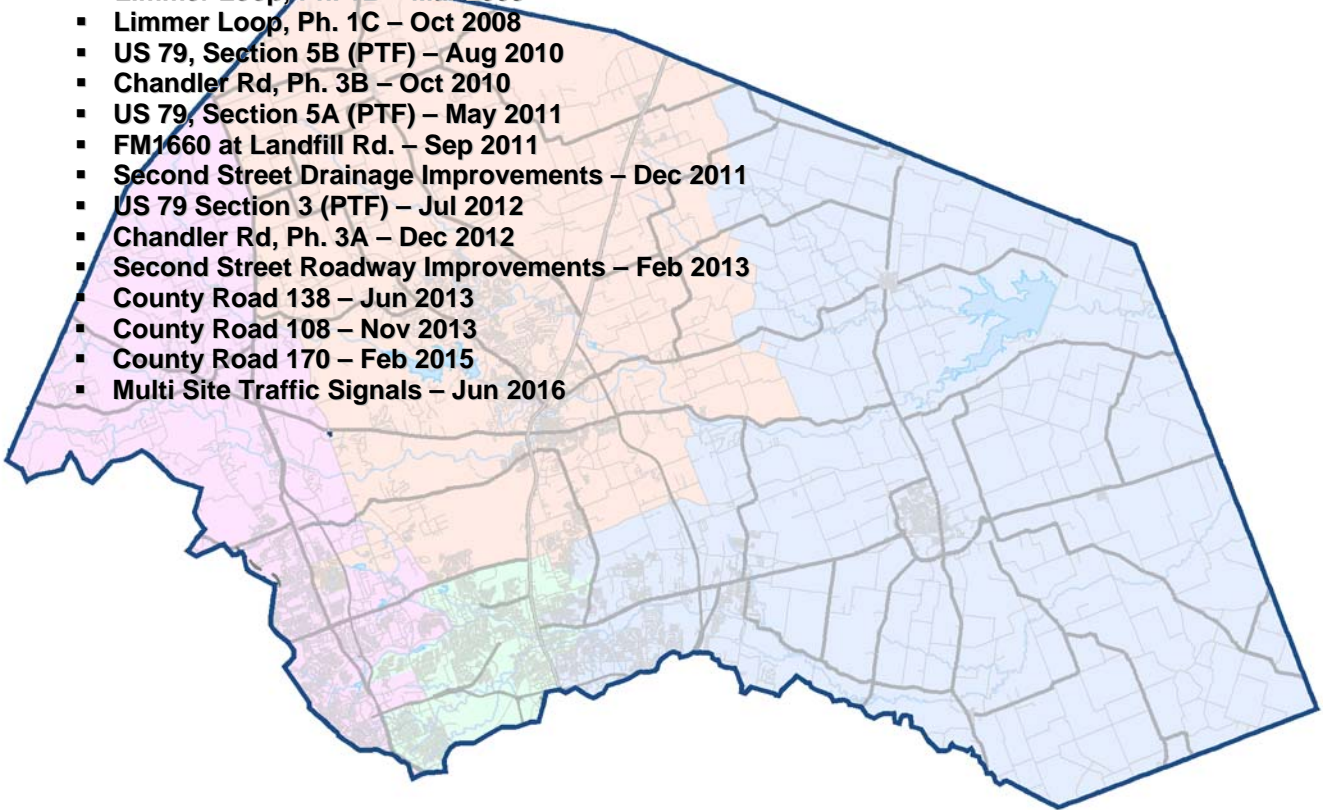 ▪ Limmer Loop, Ph. 1C – Oct 2008
▪ US 79, Section 5B (PTF) – Aug 2010
▪ Chandler Rd, Ph. 3B – Oct 2010
▪ US 79, Section 5A (PTF) – May 2011
▪ FM1660 at Landfill Rd. – Sep 2011
▪ Second Street Drainage Improvements – Dec 2011
▪ US 79 Section 3 (PTF) – Jul 2012
▪ Chandler Rd, Ph. 3A – Dec 2012
▪ Second Street Roadway Improvements – Feb 2013
▪ County Road 138 – Jun 2013
▪ County Road 108 – Nov 2013
▪ County Road 170 – Feb 2015
▪ Multi Site Traffic Signals – Jun 2016